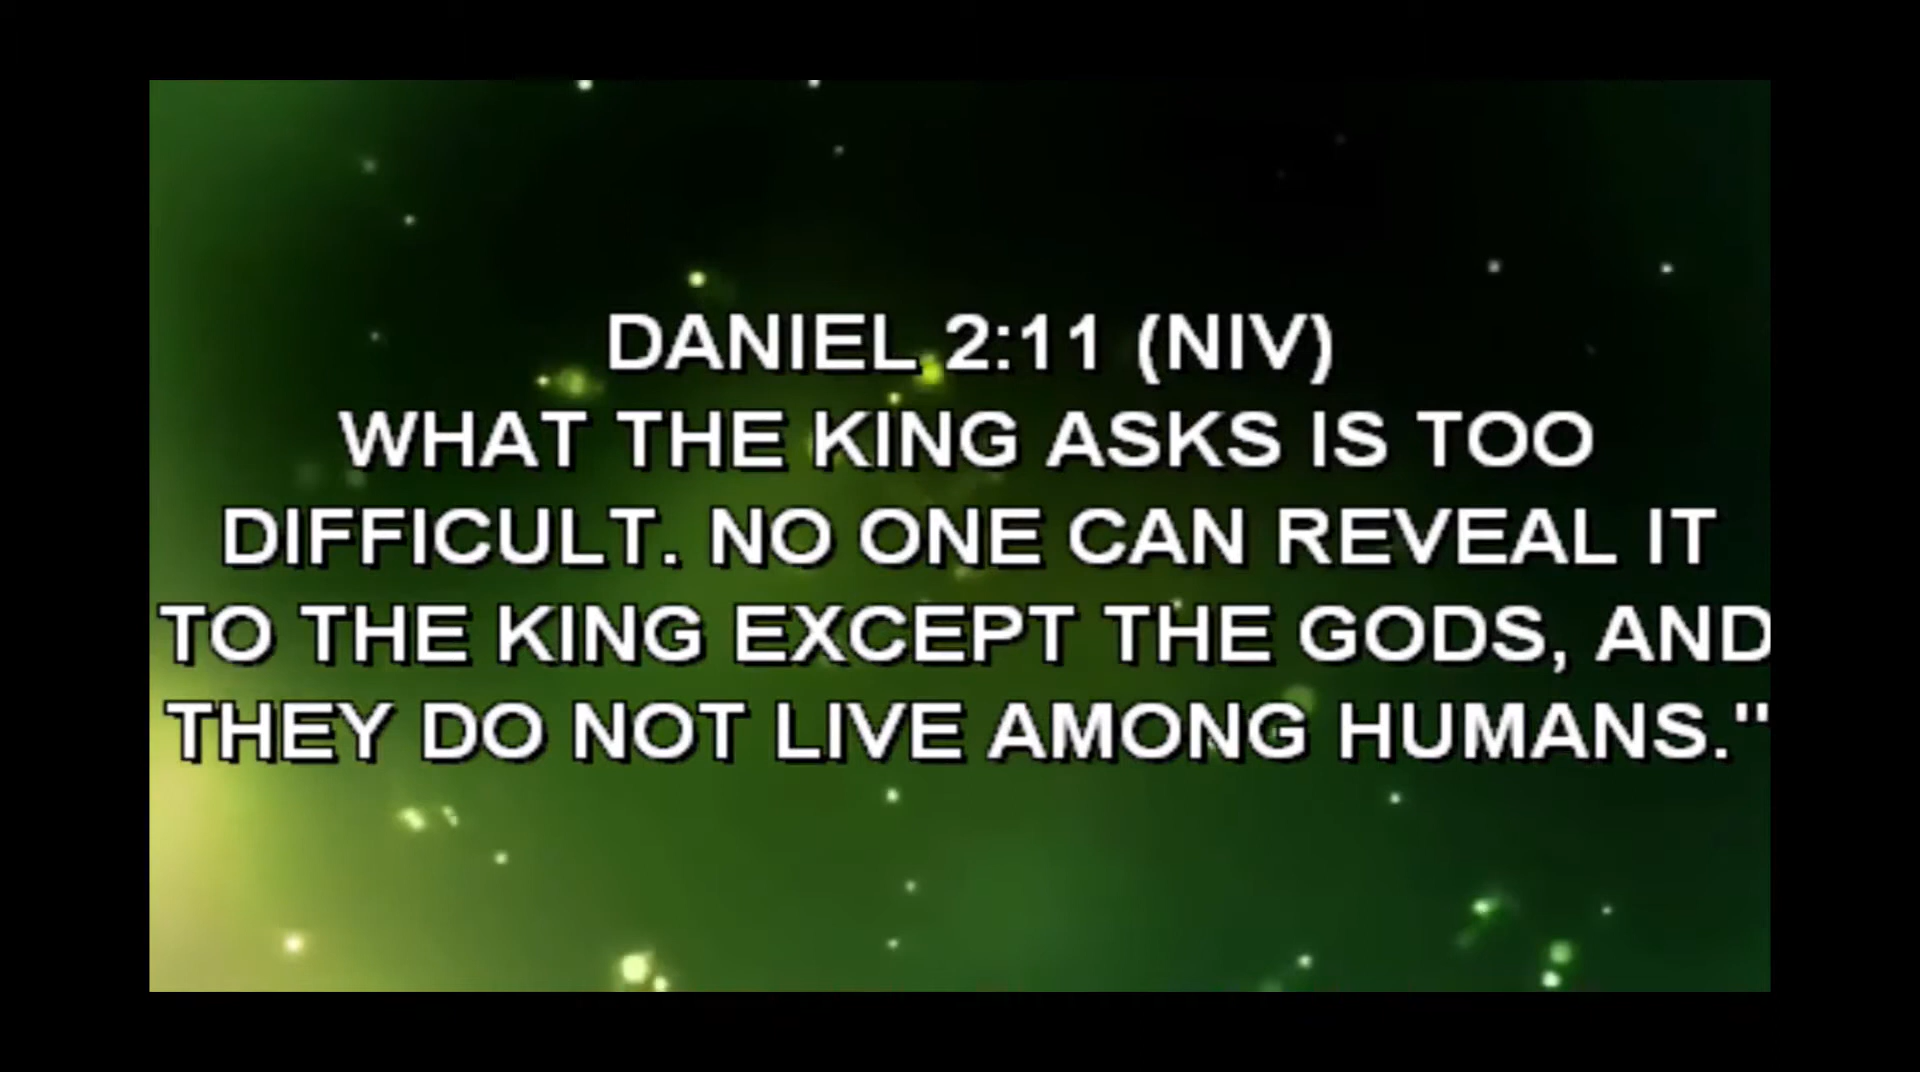 DANIEL 2:11 (NIV)
WHAT THE KING ASKS IS TOO
DIFFICULT. NO ONE CAN REVEAL IT
TO THE KING EXCEPT THE GODS, AND
THEY DO NOT LIVE AMONG HUMANS."